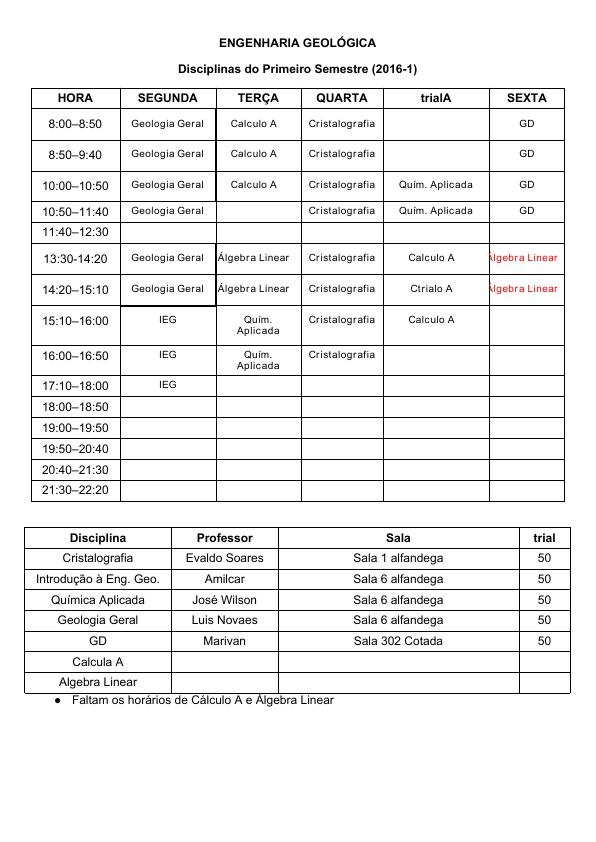 ENGENHARIA GEOLÓGICA
Disciplinas do Primeiro Semestre (2016-1)
HORA SEGUNDA TERÇA QUARTA trialA SEXTA
8:00–8:50 Geologia Geral Calculo A Cristalografia GD
8:50–9:40 Geologia Geral Calculo A Cristalografia GD
10:00–10:50 Geologia Geral Calculo A Cristalografia Quím. Aplicada GD
10:50–11:40 Geologia Geral Cristalografia Quím. Aplicada GD
11:40–12:30
13:30-14:20 Geologia Geral Álgebra Linear Cristalografia Calculo A Álgebra Linear
14:20–15:10 Geologia Geral Álgebra Linear Cristalografia Ctrialo A Álgebra Linear
15:10–16:00 IEG Quím. Cristalografia Calculo A
Aplicada
16:00–16:50 IEG Quím. Cristalografia
Aplicada
17:10–18:00 IEG
18:00–18:50
19:00–19:50
19:50–20:40
20:40–21:30
21:30–22:20
Disciplina Professor Sala trial
Cristalografia Evaldo Soares Sala 1 alfandega 50
Introdução à Eng. Geo. Amilcar Sala 6 alfandega 50
Química Aplicada José Wilson Sala 6 alfandega 50
Geologia Geral Luis Novaes Sala 6 alfandega 50
GD Marivan Sala 302 Cotada 50
Calcula A
Algebra Linear
● Faltam os horários de Cálculo A e Álgebra Linear